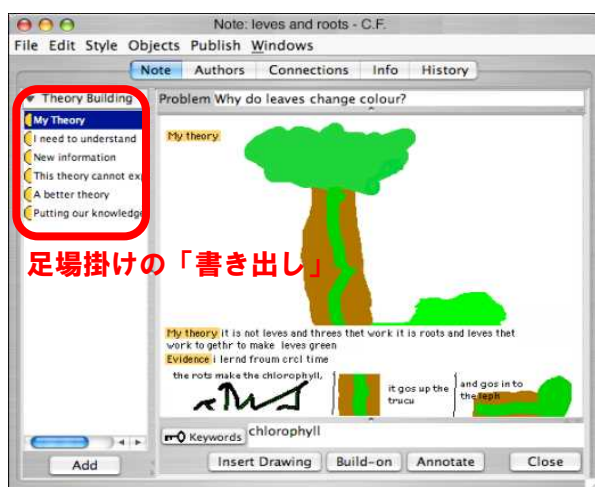 Note: leves and roots - C.F.
File Edit Style Objects Publish Windows
Note Authors Connections Info History
Theory Building
My Theory
I need to understand
New information
This theory cannot ex
A better theory
Putting our knowledge
足場掛けの「書き出し」
Problem Why do leaves change colour?
My theory
My theory it is not leves and threes thet work it is roots and leves thet
work to gethr to make leves green
Evidence i lernd froum crcl time
the rots make the chlorophyll,
it gos up the
trucu
and gos in to
the leph
Keywords chlorophyll
Add Insert Drawing Build-on Annotate Close